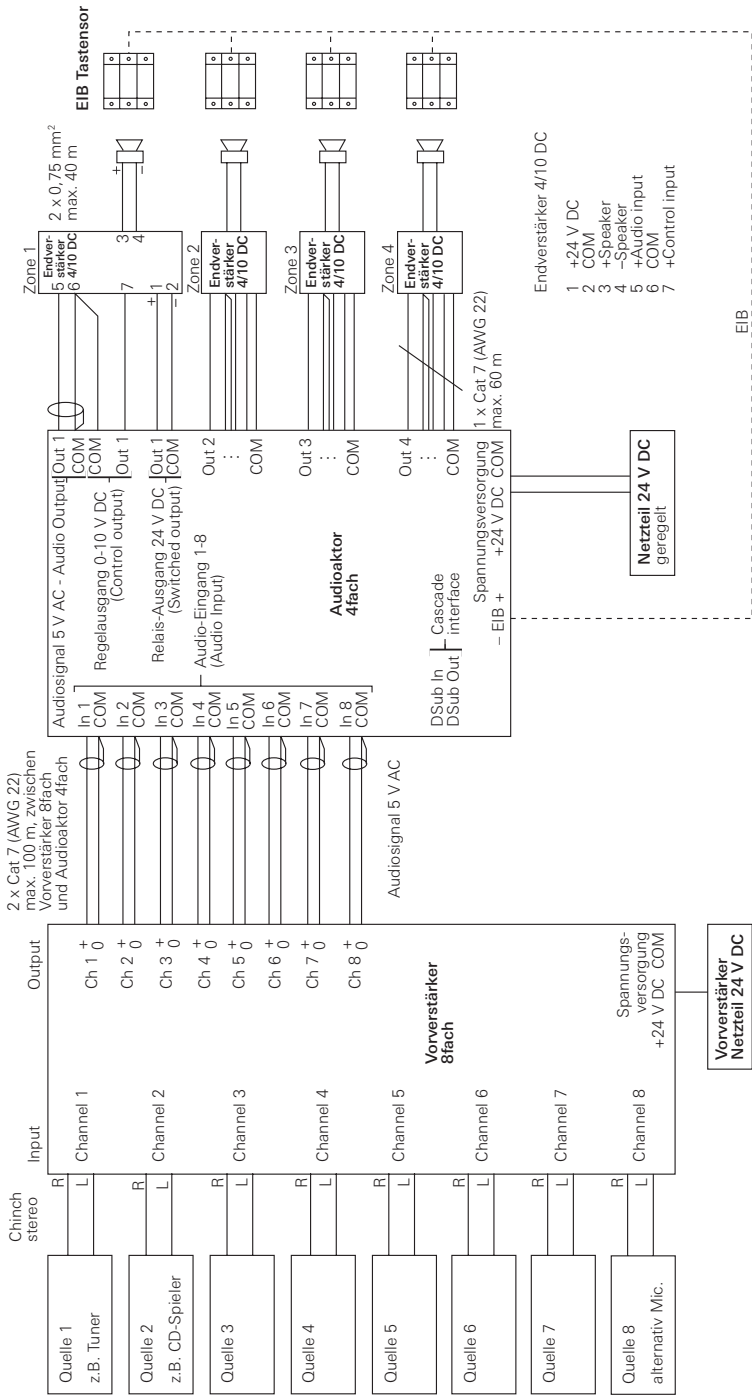 Chinch
stereo
Quelle 1
z.B. Tuner
Quelle 2
z.B. CD-Spieler
Quelle 3
Quelle 4
Quelle 5
Quelle 6
Quelle 7
Quelle 8
alternativ Mic.
R
L
R
L
R
L
R
L
R
L
R
L
R
L
R
L
Input
Channel 1
Channel 2
Channel 3
Channel 4
Channel 5
Channel 6
Channel 7
Channel 8
Vorverstärker
8fach
Output
Ch 1 +
0
Ch 2 +
0
Ch 3 +
0
Ch 4 +
0
Ch 5 +
0
Ch 6 +
0
Ch 7 +
0
Ch 8 +
0
Spannungs-
versorgung
+24 V DC COM
Vorverstärker
Netzteil 24 V DC
2 x Cat 7 (AWG 22)
max. 100 m, zwischen
Vorverstärker 8fach
und Audioaktor 4fach
Audiosignal 5 V AC
In 1
COM
In 2
COM
In 3
COM
In 4
COM
In 5
COM
In 6
COM
In 7
COM
In 8
COM
Audio-Eingang 1-8
(Audio Input)
Audiosignal 5 V AC - Audio Output
Regelausgang 0-10 V DC
(Control output)
Relais-Ausgang 24 V DC
(Switched output)
Out 1
COM
COM
Out 1
Out 1
COM
Out 2
:
:
COM
Out 3
:
:
COM
Out 4
:
:
COM
Audioaktor
4fach
DSub In
DSub Out
Cascade
interface
Spannungsversorgung
– EIB + +24 V DC COM
Netzteil 24 V DC
geregelt
1 x Cat 7 (AWG 22)
max. 60 m
Zone 1
Endver-
stärker
4/10 DC
5
6
7
+ 1
– 2
3
4
2 x 0,75 mm²
max. 40 m
+
–
Zone 2
Endver-
stärker
4/10 DC
Zone 3
Endver-
stärker
4/10 DC
Zone 4
Endver-
stärker
4/10 DC
EIB Tastensor
Endverstärker 4/10 DC
1 +24 V DC
2 COM
3 +Speaker
4 –Speaker
5 +Audio input
6 COM
7 +Control input
EIB